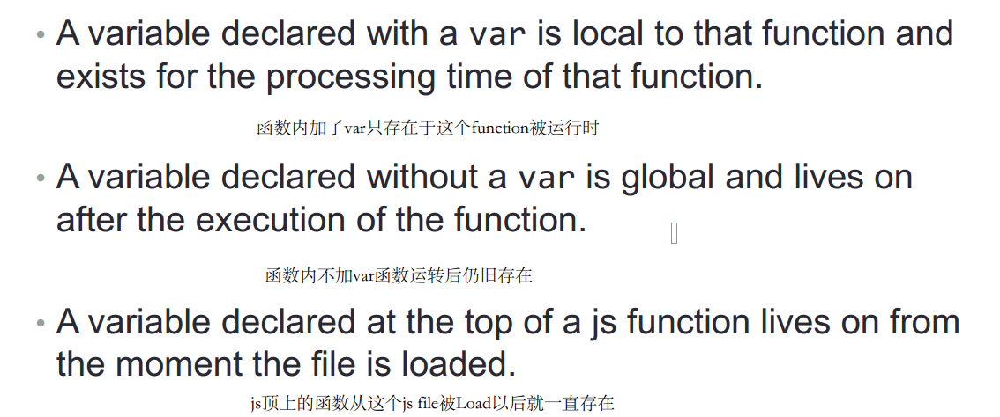 • A variable declared with a var is local to that function and
exists for the processing time of that function.
函数内加了var只存在于这个function被运行时
• A variable declared without a var is global and lives on
after the execution of the function.
函数内不加var函数运转后仍旧存在
• A variable declared at the top of a js function lives on from
the moment the file is loaded.
js顶上的函数从这个js file被Load以后就一直存在